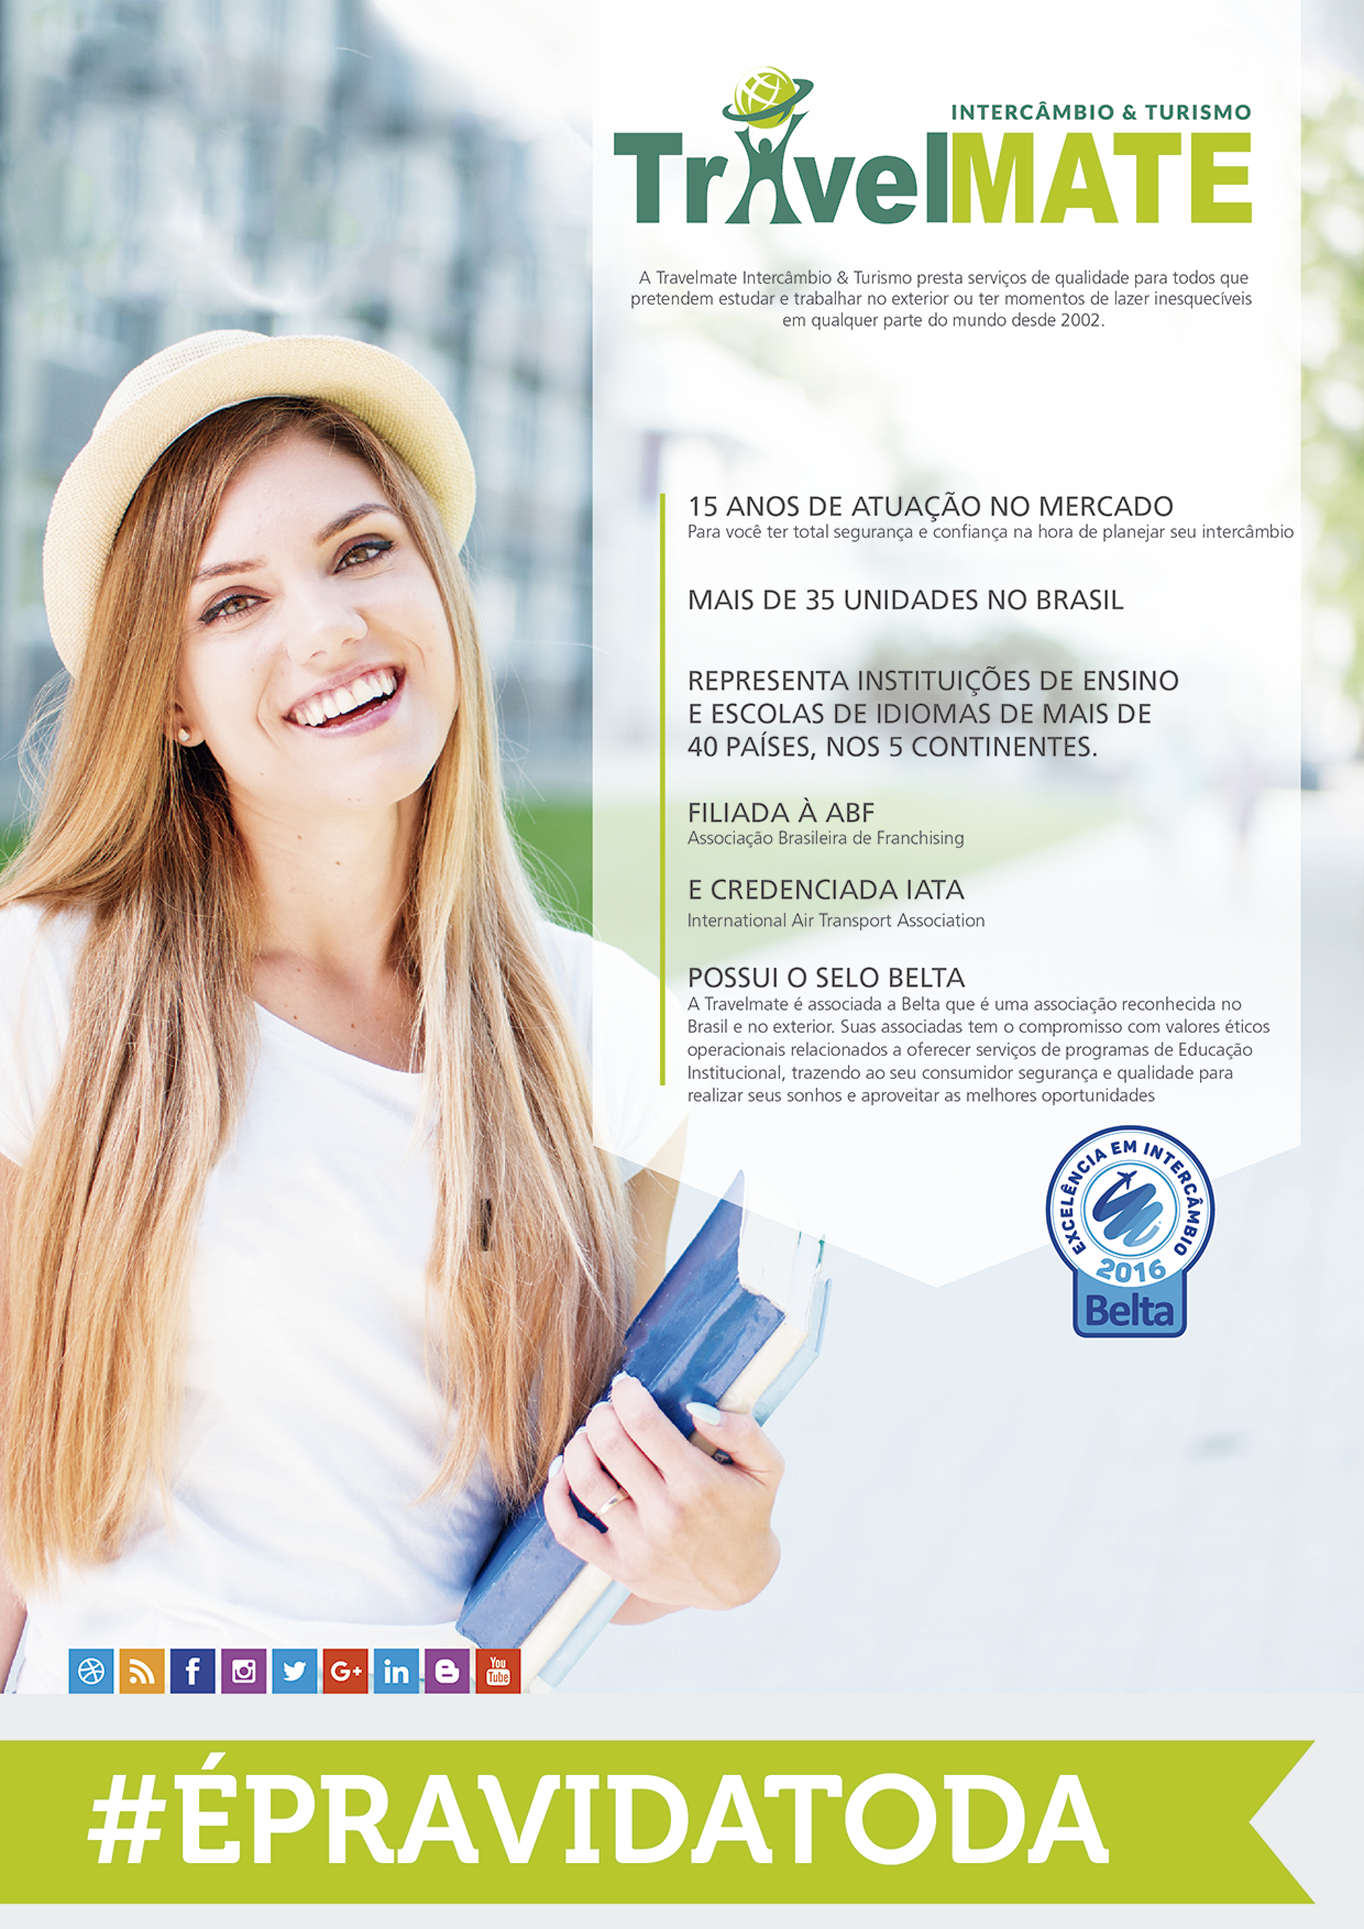 INTERCÂMBIO & TURISMO
TravelMATE
A Travelmate Intercâmbio & Turismo presta serviços de qualidade para todos que
pretendem estudar e trabalhar no exterior ou ter momentos de lazer inesquecíveis
em qualquer parte do mundo desde 2002.
15 ANOS DE ATUAÇÃO NO MERCADO
Para você ter total segurança e confiança na hora de planejar seu intercâmbio
MAIS DE 35 UNIDADES NO BRASIL
REPRESENTA INSTITUIÇÕES DE ENSINO
E ESCOLAS DE IDIOMAS DE MAIS DE
40 PAÍSES, NOS 5 CONTINENTES.
FILIADA À ABF
Associação Brasileira de Franchising
E CREDENCIADA IATA
International Air Transport Association
POSSUI O SELO BELTA
A Travelmate é associada a Belta que é uma associação reconhecida no
Brasil e no exterior. Suas associadas tem o compromisso com valores éticos
operacionais relacionados a oferecer serviços de programas de Educação
Institucional, trazendo ao seu consumidor segurança e qualidade para
realizar seus sonhos e aproveitar as melhores oportunidades
EXCELÊNCIA EM INTERCÂMBIO
2016
Belta
f G+ in You
Tube
#ÉPRAVIDATODA